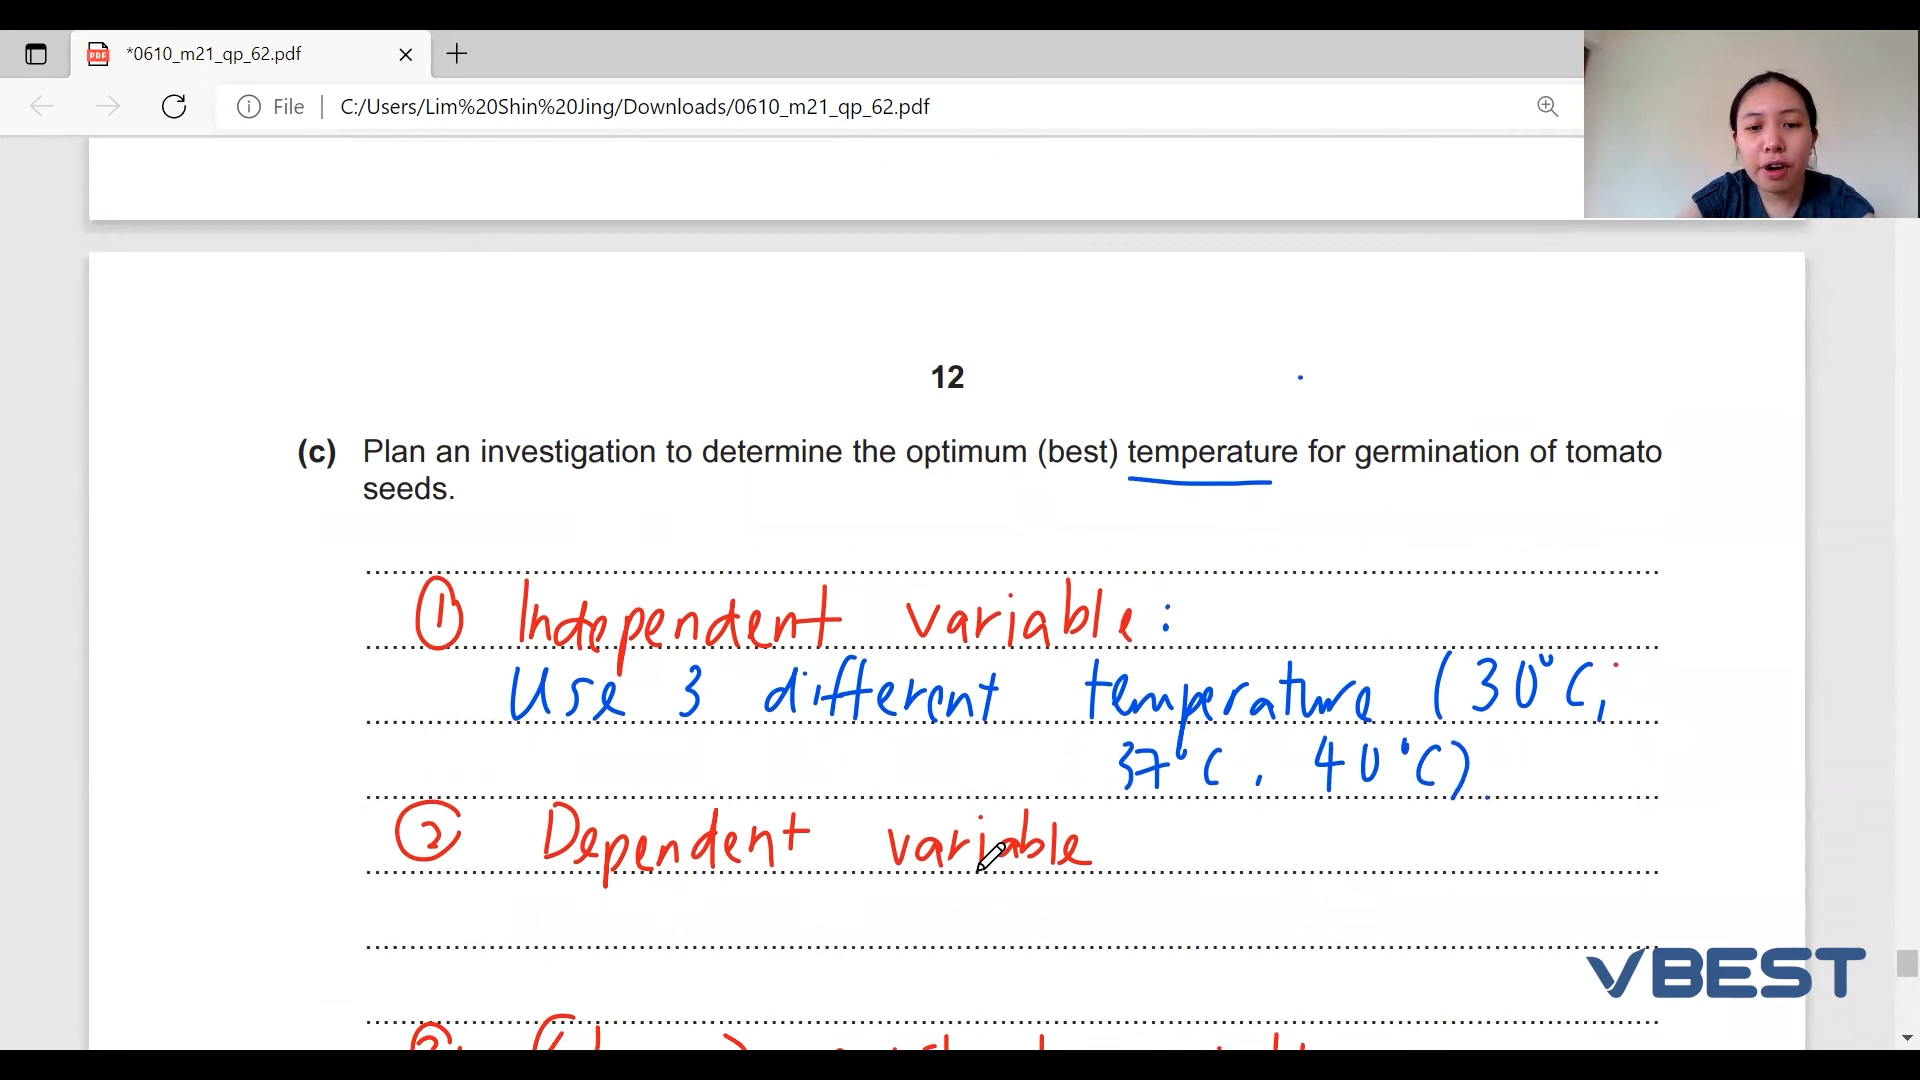 *0610_m21_qp_62.pdf
File
C:/Users/Lim%20Shin%20Jing/Downloads/0610_m21_qp_62.pdf
12
(c) Plan an investigation to determine the optimum (best) temperature for germination of tomato
seeds.
① Independent variable:
Use 3 different temperature (30°C,
37°C, 40°C).
② Dependent variable
VBEST